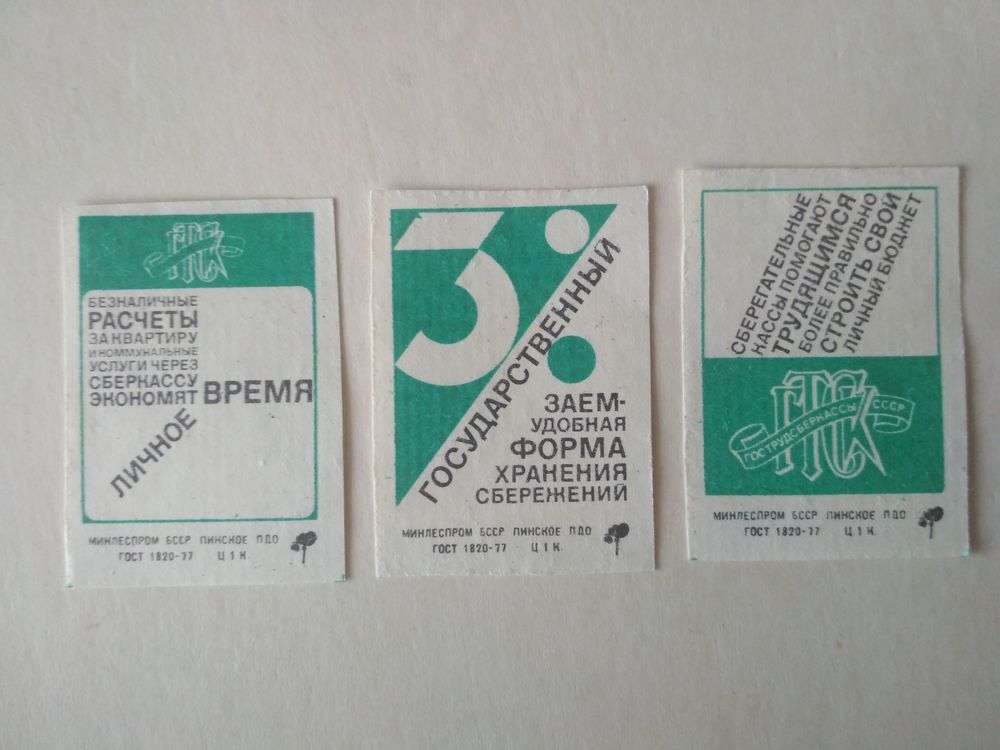 БЕЗНАЛИЧНЫЕ
РАСЧЕТЫ
ЗА КВАРТИРУ
И КОММУНАЛЬНЫЕ
УСЛУГИ ЧЕРЕЗ
СБЕРКАССУ
ЭКОНОМЯТ ВРЕМЯ
ЛИЧНОЕ
МИНЛЕСПРОМ БССР ПИНСКОЕ ПДО
ГОСТ 1820-77 Ц 1 К.
3%
ГОСУДАРСТВЕННЫЙ
ЗАЕМ-
УДОБНАЯ
ФОРМА
ХРАНЕНИЯ
СБЕРЕЖЕНИЙ
МИНЛЕСПРОМ БССР ПИНСКОЕ ПДО
ГОСТ 1820-77 Ц 1 К.
СБЕРЕГАТЕЛЬНЫЕ
КАССЫ ПОМОГАЮТ
ТРУДЯЩИМСЯ
БОЛЕЕ ПРАВИЛЬНО
СТРОИТЬ СВОЙ
ЛИЧНЫЙ БЮДЖЕТ
ГТСК
ГОСТРУДСБЕРКАССЫ СССР
МИНЛЕСПРОМ БССР ПИНСКОЕ ПДО
ГОСТ 1820-77 Ц 1 К.